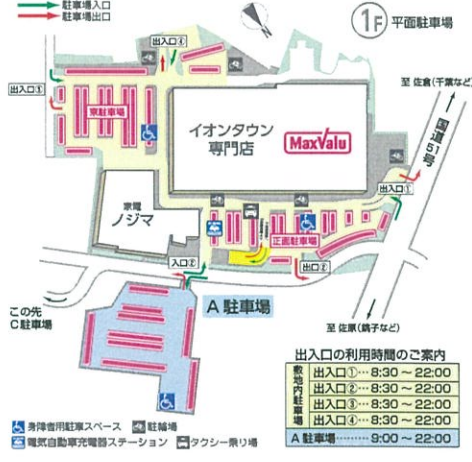 駐車場入口
駐車場出口
1F 平面駐車場
出入口④
至 佐倉(千葉など)
国道51号
出入口③
東駐車場
イオンタウン
専門店
MaxValu
出入口①
家電
ノジマ
正面駐車場
入口②
出口②
A 駐車場
この先
C駐車場
至 佐原(銚子など)
出入口の利用時間のご案内
敷地内駐車場
出入口①…8:30 ~ 22:00
出入口②…8:30 ~ 22:00
出入口③…8:30 ~ 22:00
出入口④…8:30 ~ 22:00
A 駐車場………9:00 ~ 22:00
身障者用駐車スペース
駐輪場
電気自動車充電器ステーション
タクシー乗り場